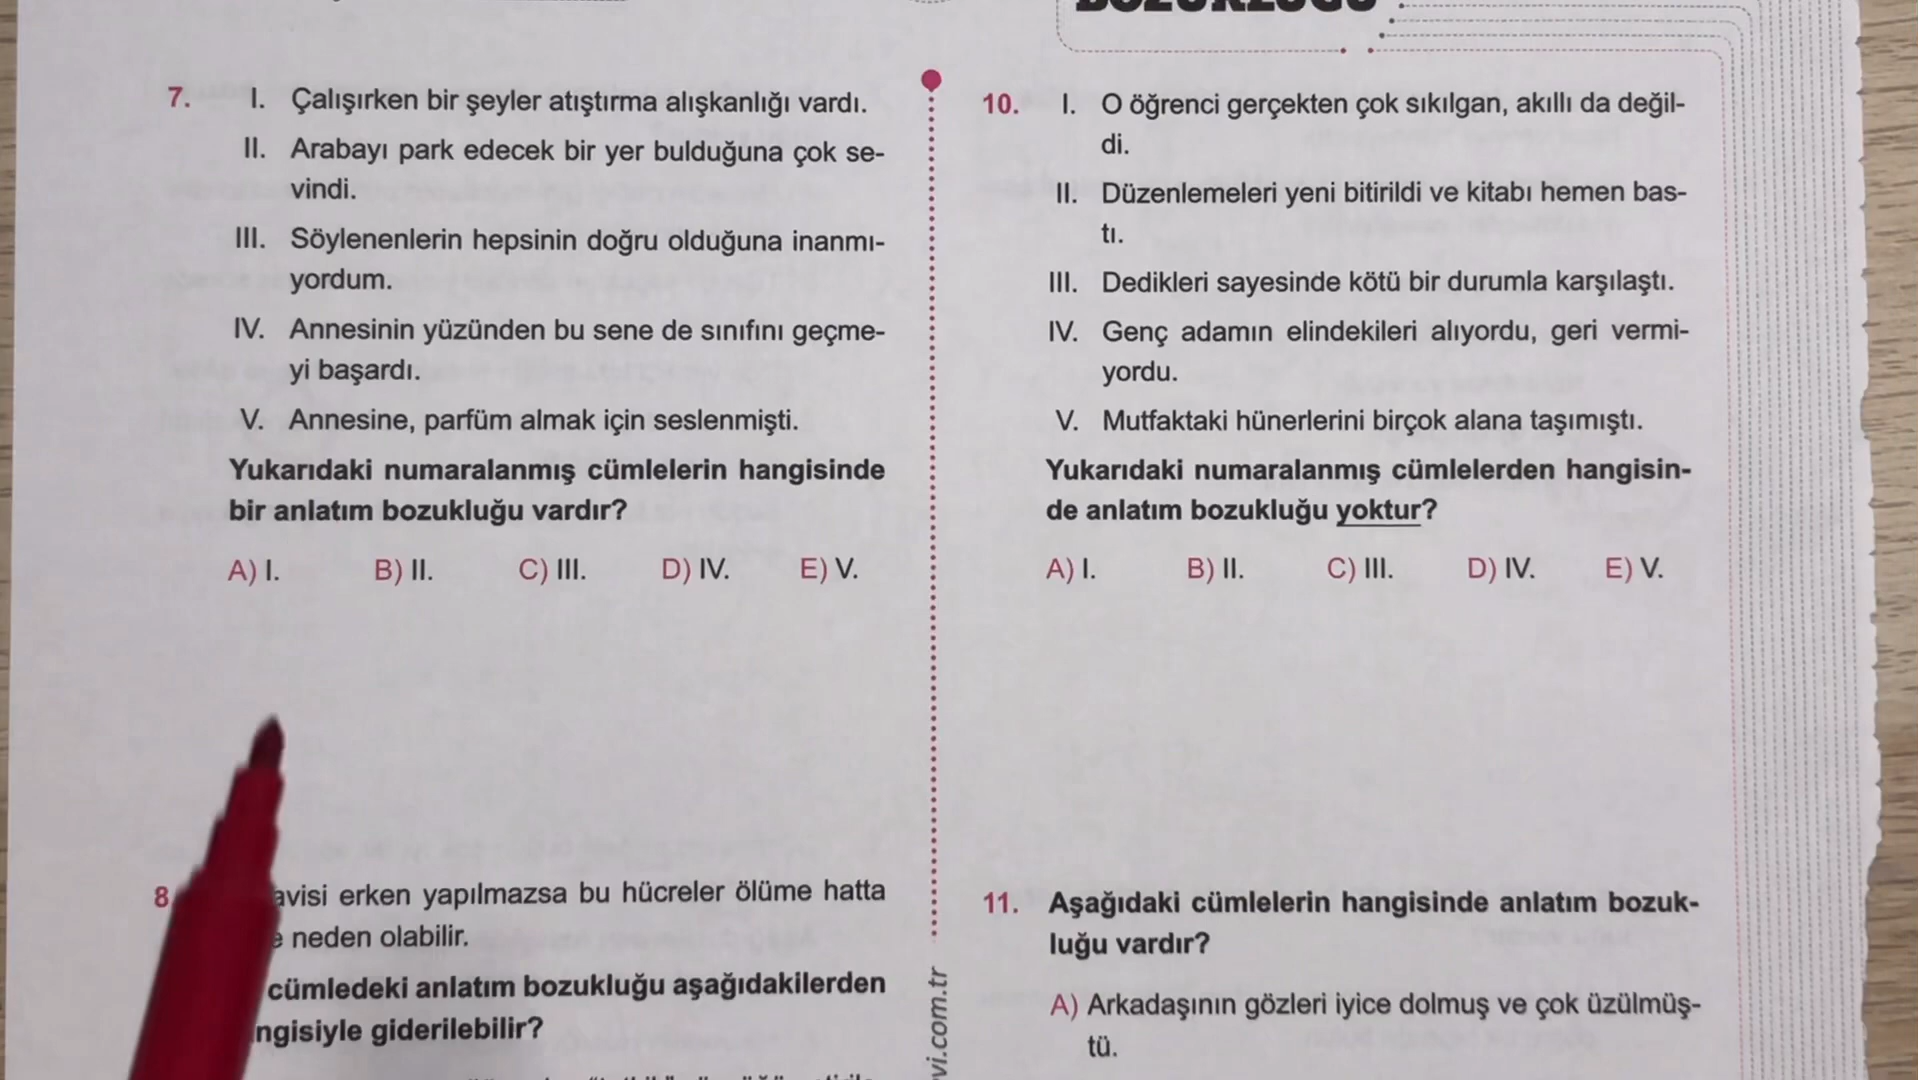 BOZUKLUĞU
7. I. Çalışırken bir şeyler atıştırma alışkanlığı vardı.
II. Arabayı park edecek bir yer bulduğuna çok se-
vindi.
III. Söylenenlerin hepsinin doğru olduğuna inanmı-
yordum.
IV. Annesinin yüzünden bu sene de sınıfını geçme-
yi başardı.
V. Annesine, parfüm almak için seslenmişti.
Yukarıdaki numaralanmış cümlelerin hangisinde
bir anlatım bozukluğu vardır?
A) I. B) II. C) III. D) IV. E) V.
8
avisi erken yapılmazsa bu hücreler ölüme hatta
e neden olabilir.
cümledeki anlatım bozukluğu aşağıdakilerden
ngisiyle giderilebilir?
10. I. O öğrenci gerçekten çok sıkılgan, akıllı da değil-
di.
II. Düzenlemeleri yeni bitirildi ve kitabı hemen bas-
tı.
III. Dedikleri sayesinde kötü bir durumla karşılaştı.
IV. Genç adamın elindekileri alıyordu, geri vermi-
yordu.
V. Mutfaktaki hünerlerini birçok alana taşımıştı.
Yukarıdaki numaralanmış cümlelerden hangisin-
de anlatım bozukluğu yoktur?
A) I. B) II. C) III. D) IV. E) V.
11. Aşağıdaki cümlelerin hangisinde anlatım bozuk-
luğu vardır?
A) Arkadaşının gözleri iyice dolmuş ve çok üzülmüş-
tü.
vi.com.tr